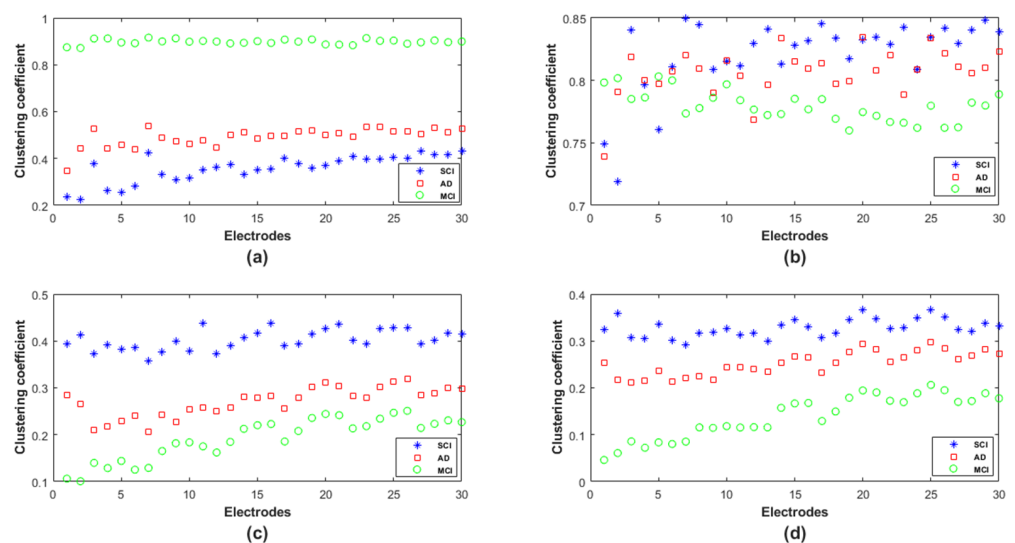 Clustering coefficient
1
0.8
0.6
0.4
0.2
0 5 10 15 20 25 30
Electrodes
SCI
AD
MCI
(a)
Clustering coefficient
0.85
0.8
0.75
0.7
0 5 10 15 20 25 30
Electrodes
SCI
AD
MCI
(b)
Clustering coefficient
0.5
0.4
0.3
0.2
0.1
0 5 10 15 20 25 30
Electrodes
SCI
AD
MCI
(c)
Clustering coefficient
0.4
0.3
0.2
0.1
0
0 5 10 15 20 25 30
Electrodes
SCI
AD
MCI
(d)